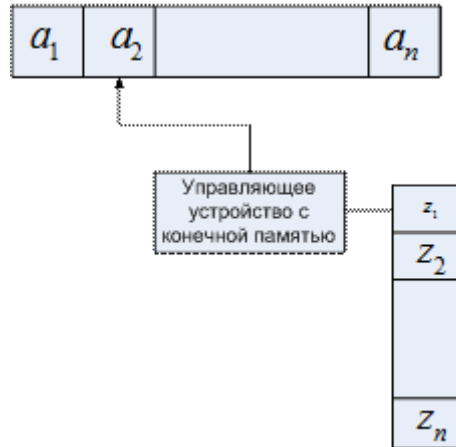 a₁ a₂ aₙ
Управляющее
устройство с
конечной памятью
z₁
Z₂
Zₙ